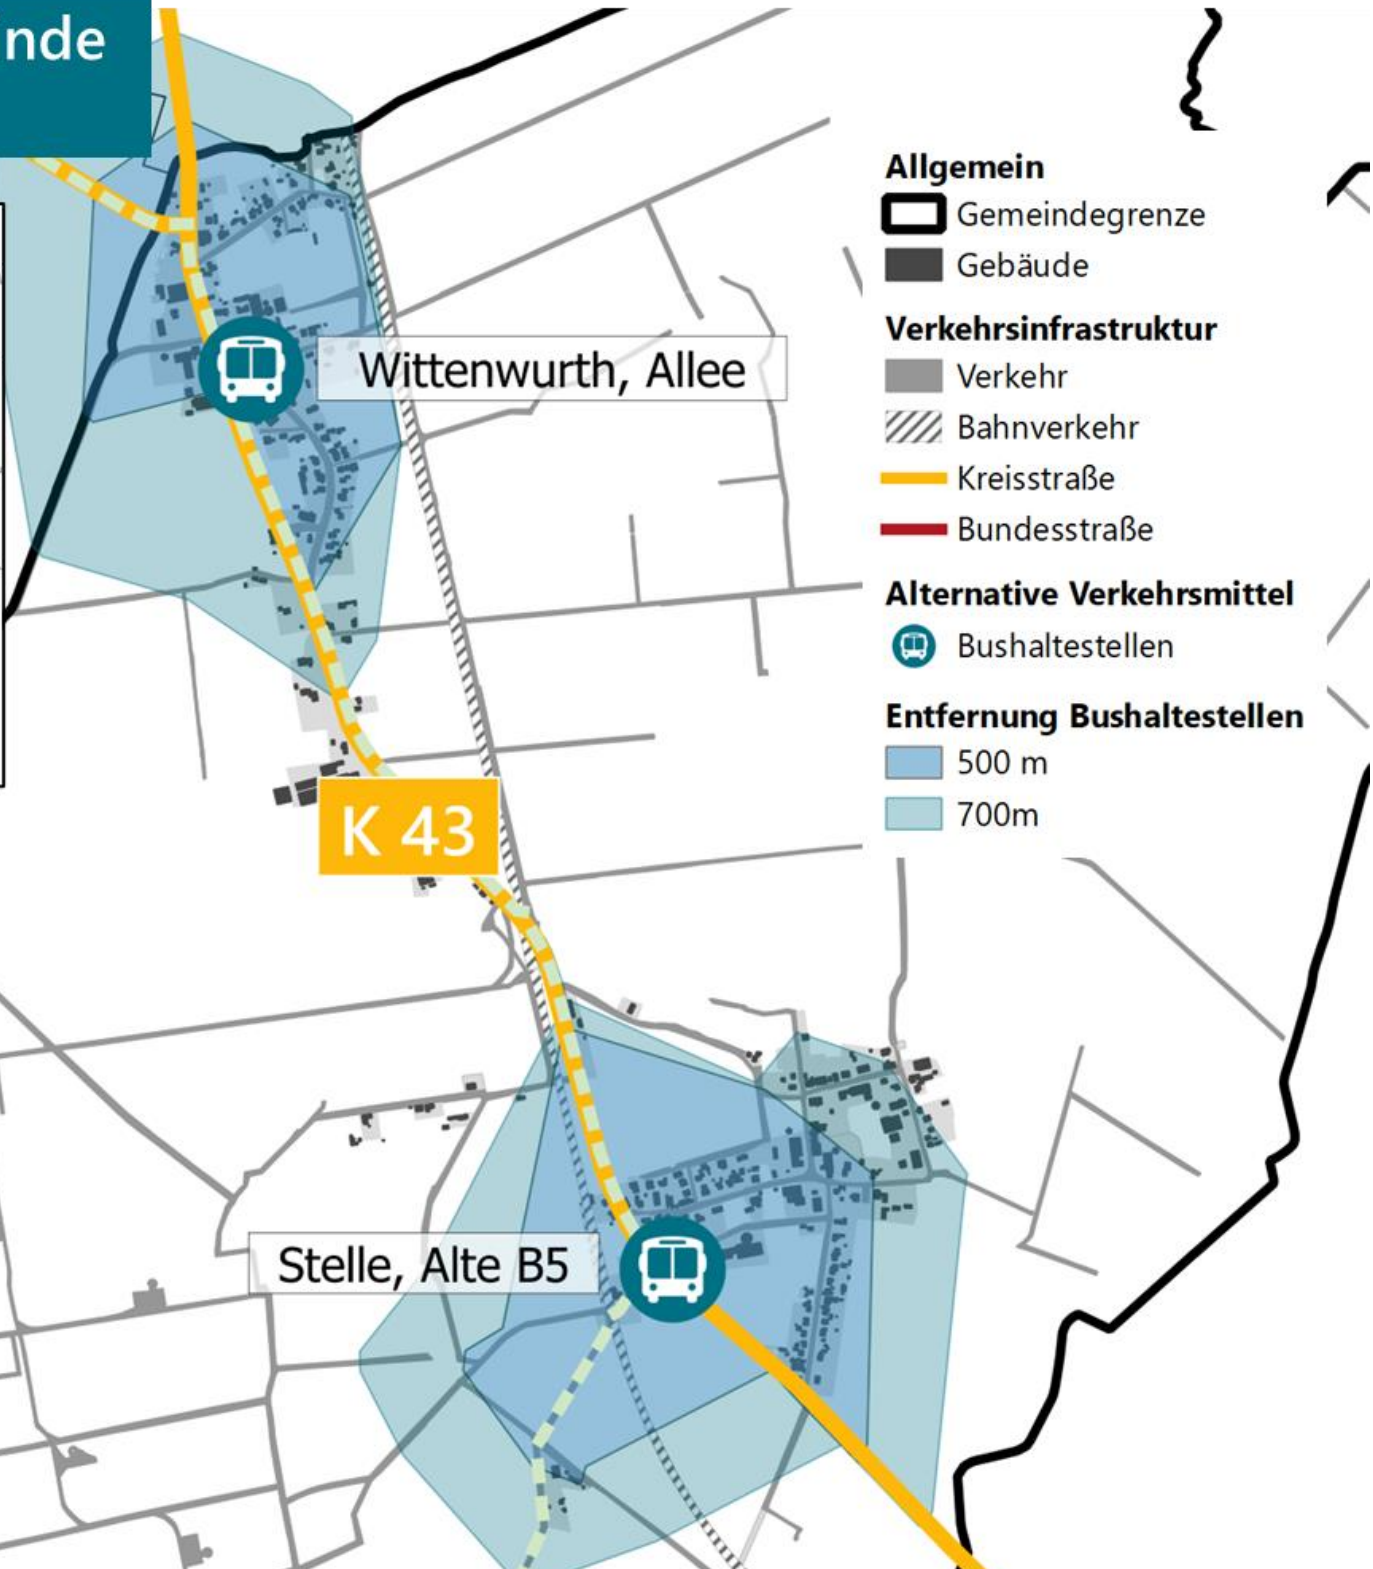 nde
Wittenwurth, Allee
K 43
Stelle, Alte B5
Allgemein
Gemeindegrenze
Gebäude
Verkehrsinfrastruktur
Verkehr
Bahnverkehr
Kreisstraße
Bundesstraße
Alternative Verkehrsmittel
Bushaltestellen
Entfernung Bushaltestellen
500 m
700m